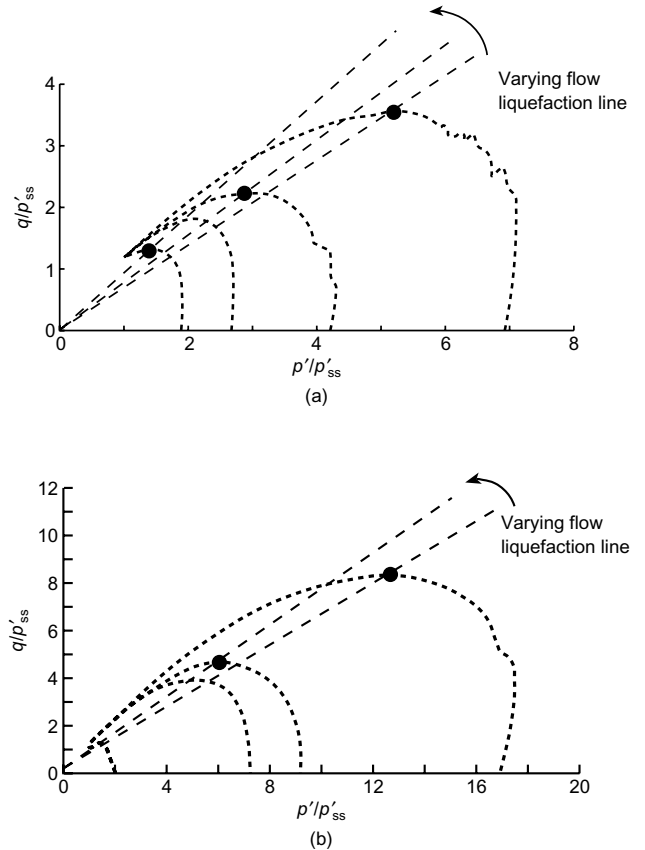 Varying flow
liquefaction line
4
3
2
1
0
q/p′ss
0
2
4
6
8
p′/p′ss
(a)
12
10
8
6
4
2
0
q/p′ss
Varying flow
liquefaction line
0
4
8
12
16
20
p′/p′ss
(b)